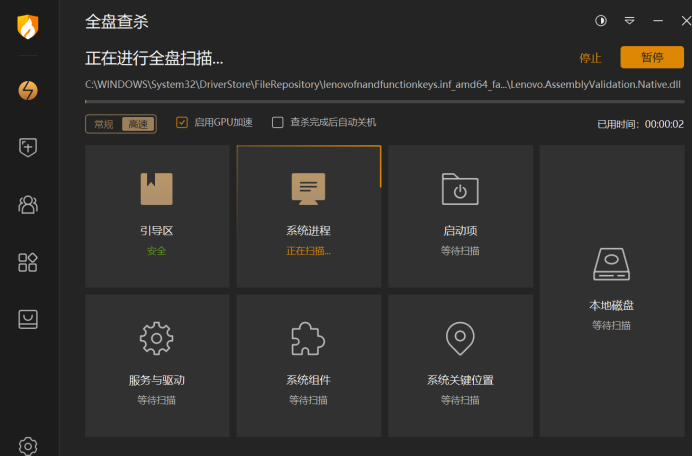 全盘查杀
正在进行全盘扫描...
停止
暂停
C:\WINDOWS\System32\DriverStore\FileRepository\lenovofnandfunctionkeys.inf_amd64_fa...\Lenovo.AssemblyValidation.Native.dll
常规 高速 启用GPU加速 查杀完成后自动关机 已用时间：00:00:02
引导区
安全
系统进程
正在扫描...
启动项
等待扫描
本地磁盘
等待扫描
服务与驱动
等待扫描
系统组件
等待扫描
系统关键位置
等待扫描